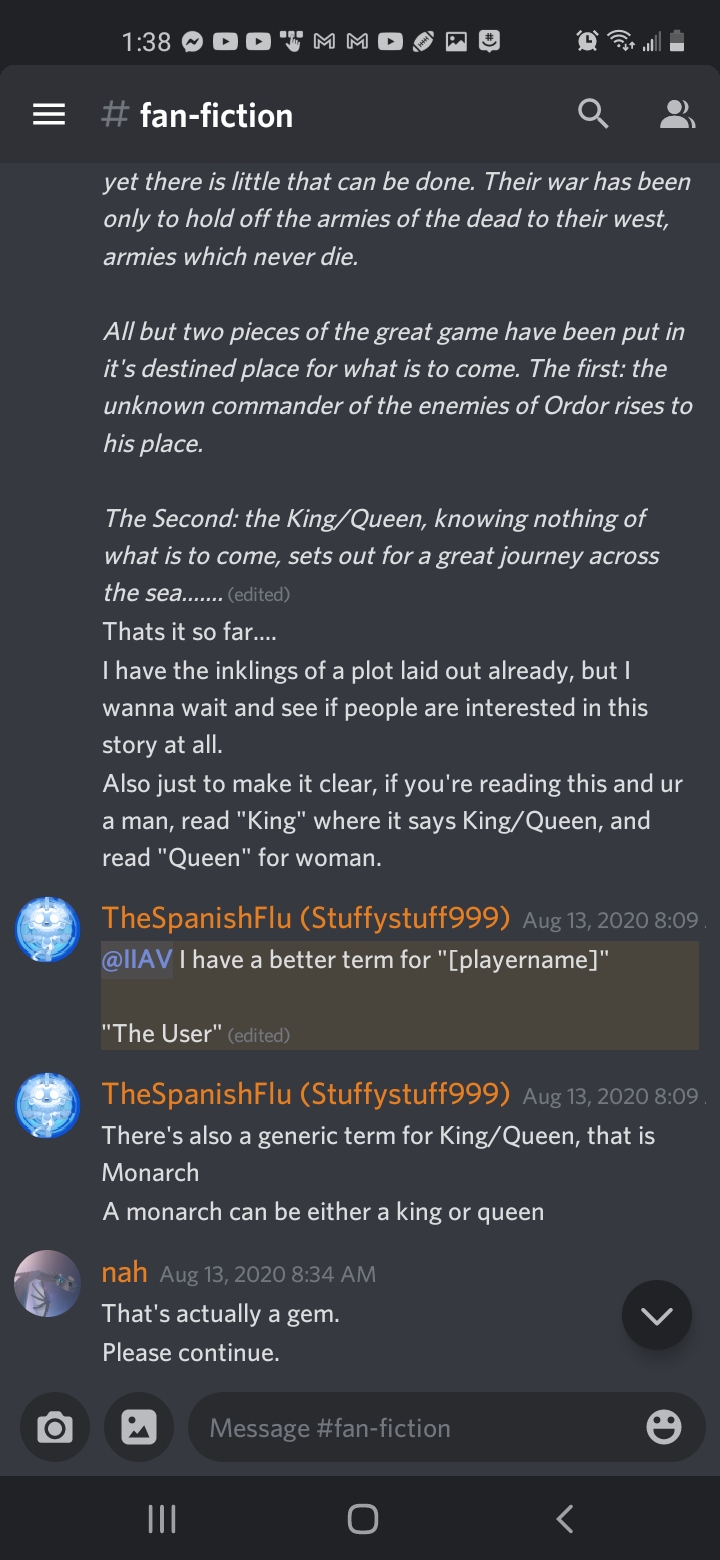 1:38
# fan-fiction
yet there is little that can be done. Their war has been
only to hold off the armies of the dead to their west,
armies which never die.
All but two pieces of the great game have been put in
it's destined place for what is to come. The first: the
unknown commander of the enemies of Ordor rises to
his place.
The Second: the King/Queen, knowing nothing of
what is to come, sets out for a great journey across
the sea....... (edited)
Thats it so far....
I have the inklings of a plot laid out already, but I
wanna wait and see if people are interested in this
story at all.
Also just to make it clear, if you're reading this and ur
a man, read "King" where it says King/Queen, and
read "Queen" for woman.
TheSpanishFlu (Stuffystuff999) Aug 13, 2020 8:09
@llAV I have a better term for "[playername]"
"The User" (edited)
TheSpanishFlu (Stuffystuff999) Aug 13, 2020 8:09
There's also a generic term for King/Queen, that is
Monarch
A monarch can be either a king or queen
nah Aug 13, 2020 8:34 AM
That's actually a gem.
Please continue.
Message #fan-fiction